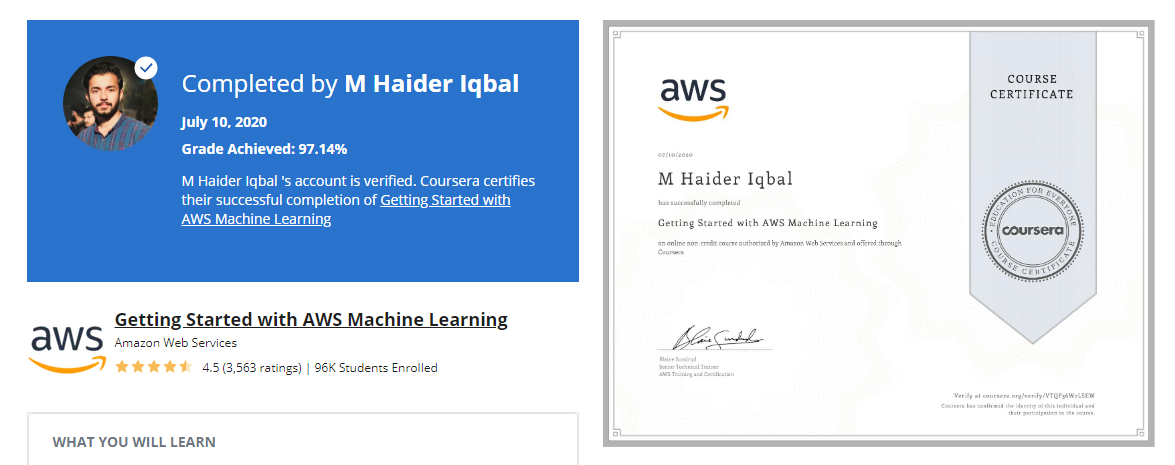 Completed by M Haider Iqbal
July 10, 2020
Grade Achieved: 97.14%
M Haider Iqbal 's account is verified. Coursera certifies
their successful completion of Getting Started with
AWS Machine Learning
aws
Getting Started with AWS Machine Learning
Amazon Web Services
4.5 (3,563 ratings) | 96K Students Enrolled
WHAT YOU WILL LEARN
aws
07/10/2020
M Haider Iqbal
has successfully completed
Getting Started with AWS Machine Learning
an online non-credit course authorized by Amazon Web Services and offered through
Coursera
Blaine Sundrud
Senior Technical Trainer
AWS Training and Certification
COURSE
CERTIFICATE
EDUCATION FOR EVERYONE
coursera
COURSE CERTIFICATE
Verify at coursera.org/verify/VTQP36W7LSEW
Coursera has confirmed the identity of this individual and
their participation in the course.